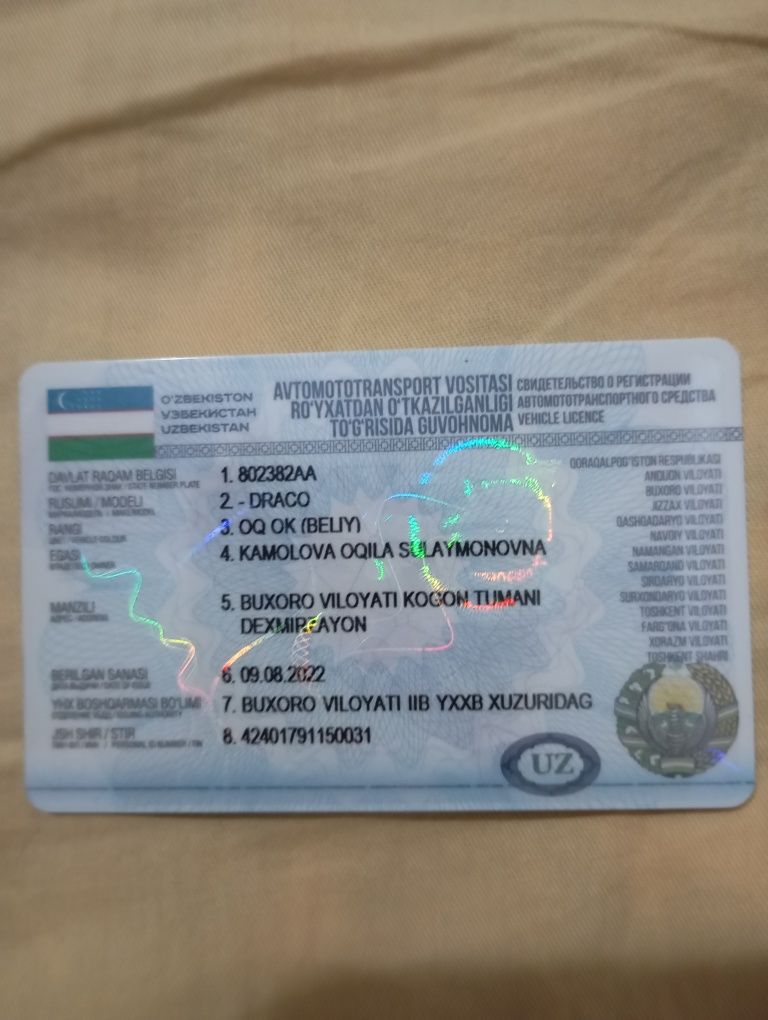 O'ZBEKISTON
ЎЗБЕКИСТАН
UZBEKISTAN
AVTOMOTOTRANSPORT VOSITASI
RO'YXATDAN O'TKAZILGANLIGI
TO'G'RISIDA GUVOHNOMA
СВИДЕТЕЛЬСТВО О РЕГИСТРАЦИИ
АВТОМОТОТРАНСПОРТНОГО СРЕДСТВА
VEHICLE LICENCE
DAVLAT RAQAM BELGISI
1. 802382AA
RUSUMI / MODELI
2. - DRACO
RANGI
3. OQ OK (BELIY)
EGASI
4. KAMOLOVA OQILA SULAYMONOVNA
MANZILI
5. BUXORO VILOYATI KOGON TUMANI
DEXMIRFAYON
BERILGAN SANASI
6. 09.08.2022
YHX BOSHQARMASI BO'LIMI
7. BUXORO VILOYATI IIB YXXB XUZURIDAG
JSH SHIR / STIR
8. 42401791150031
QORAQALPOG'ISTON RESPUBLIKASI
ANDIJON VILOYATI
BUXORO VILOYATI
JIZZAX VILOYATI
QASHQADARYO VILOYATI
NAVOIY VILOYATI
NAMANGAN VILOYATI
SAMARQAND VILOYATI
SIRDARYO VILOYATI
SURXONDARYO VILOYATI
TOSHKENT VILOYATI
FARG'ONA VILOYATI
XORAZM VILOYATI
TOSHKENT SHAHRI
UZ